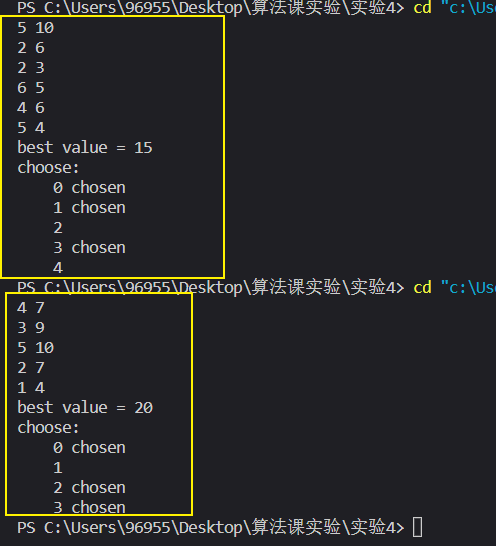 PS C:\Users\96955\Desktop\算法课实验\实验4> cd "c:\Use
5 10
2 6
2 3
6 5
4 6
5 4
best value = 15
choose:
0 chosen
1 chosen
2
3 chosen
4
PS C:\Users\96955\Desktop\算法课实验\实验4> cd "c:\Use
4 7
3 9
5 10
2 7
1 4
best value = 20
choose:
0 chosen
1
2 chosen
3 chosen
PS C:\Users\96955\Desktop\算法课实验\实验4>